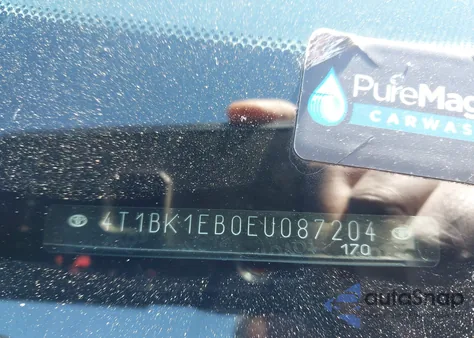 PureMag
CARWAS
4T1BK1EB0EU087204
170
autoSnap